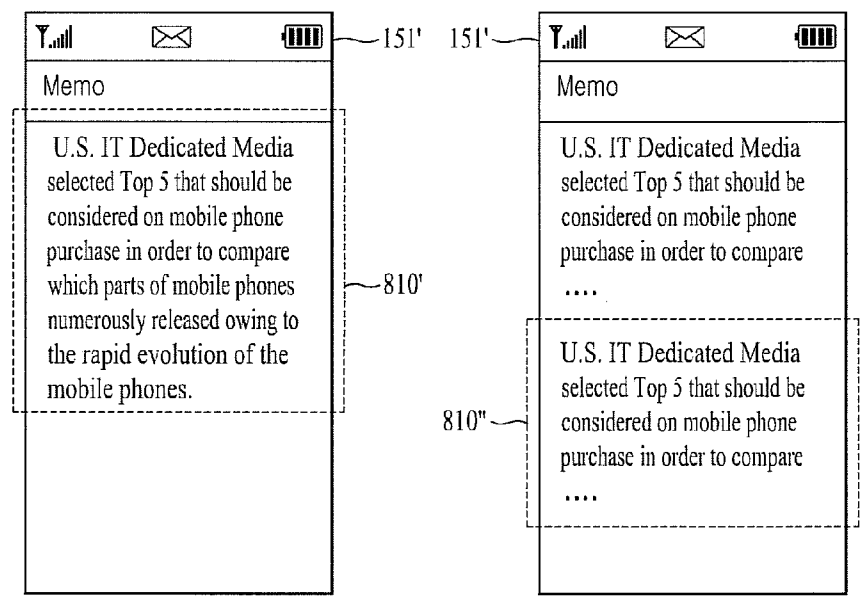 151'
Memo
U.S. IT Dedicated Media
selected Top 5 that should be
considered on mobile phone
purchase in order to compare
which parts of mobile phones
numerously released owing to
the rapid evolution of the
mobile phones.
810'
151'
Memo
U.S. IT Dedicated Media
selected Top 5 that should be
considered on mobile phone
purchase in order to compare
....
U.S. IT Dedicated Media
selected Top 5 that should be
considered on mobile phone
purchase in order to compare
....
810"